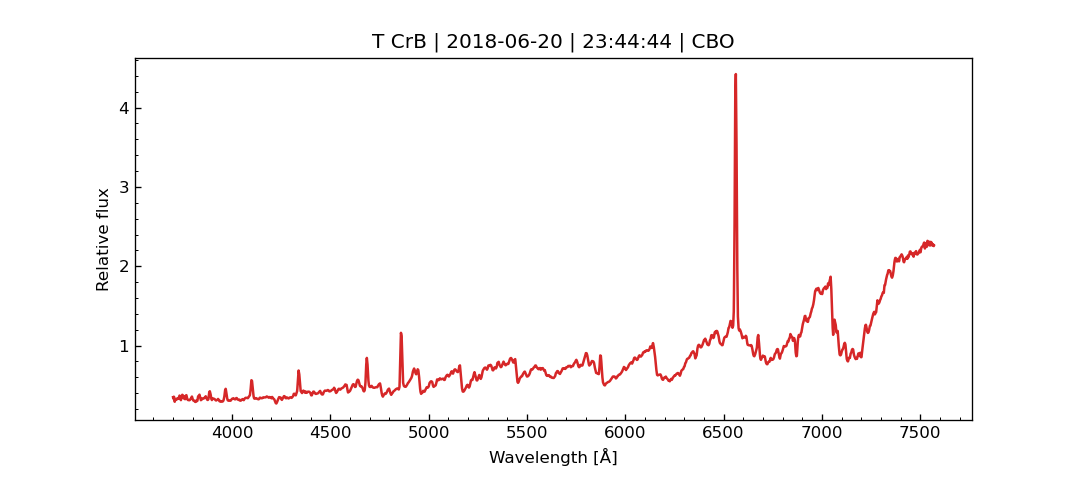 T CrB | 2018-06-20 | 23:44:44 | CBO
Relative flux
4
3
2
1
4000 4500 5000 5500 6000 6500 7000 7500
Wavelength [Å]